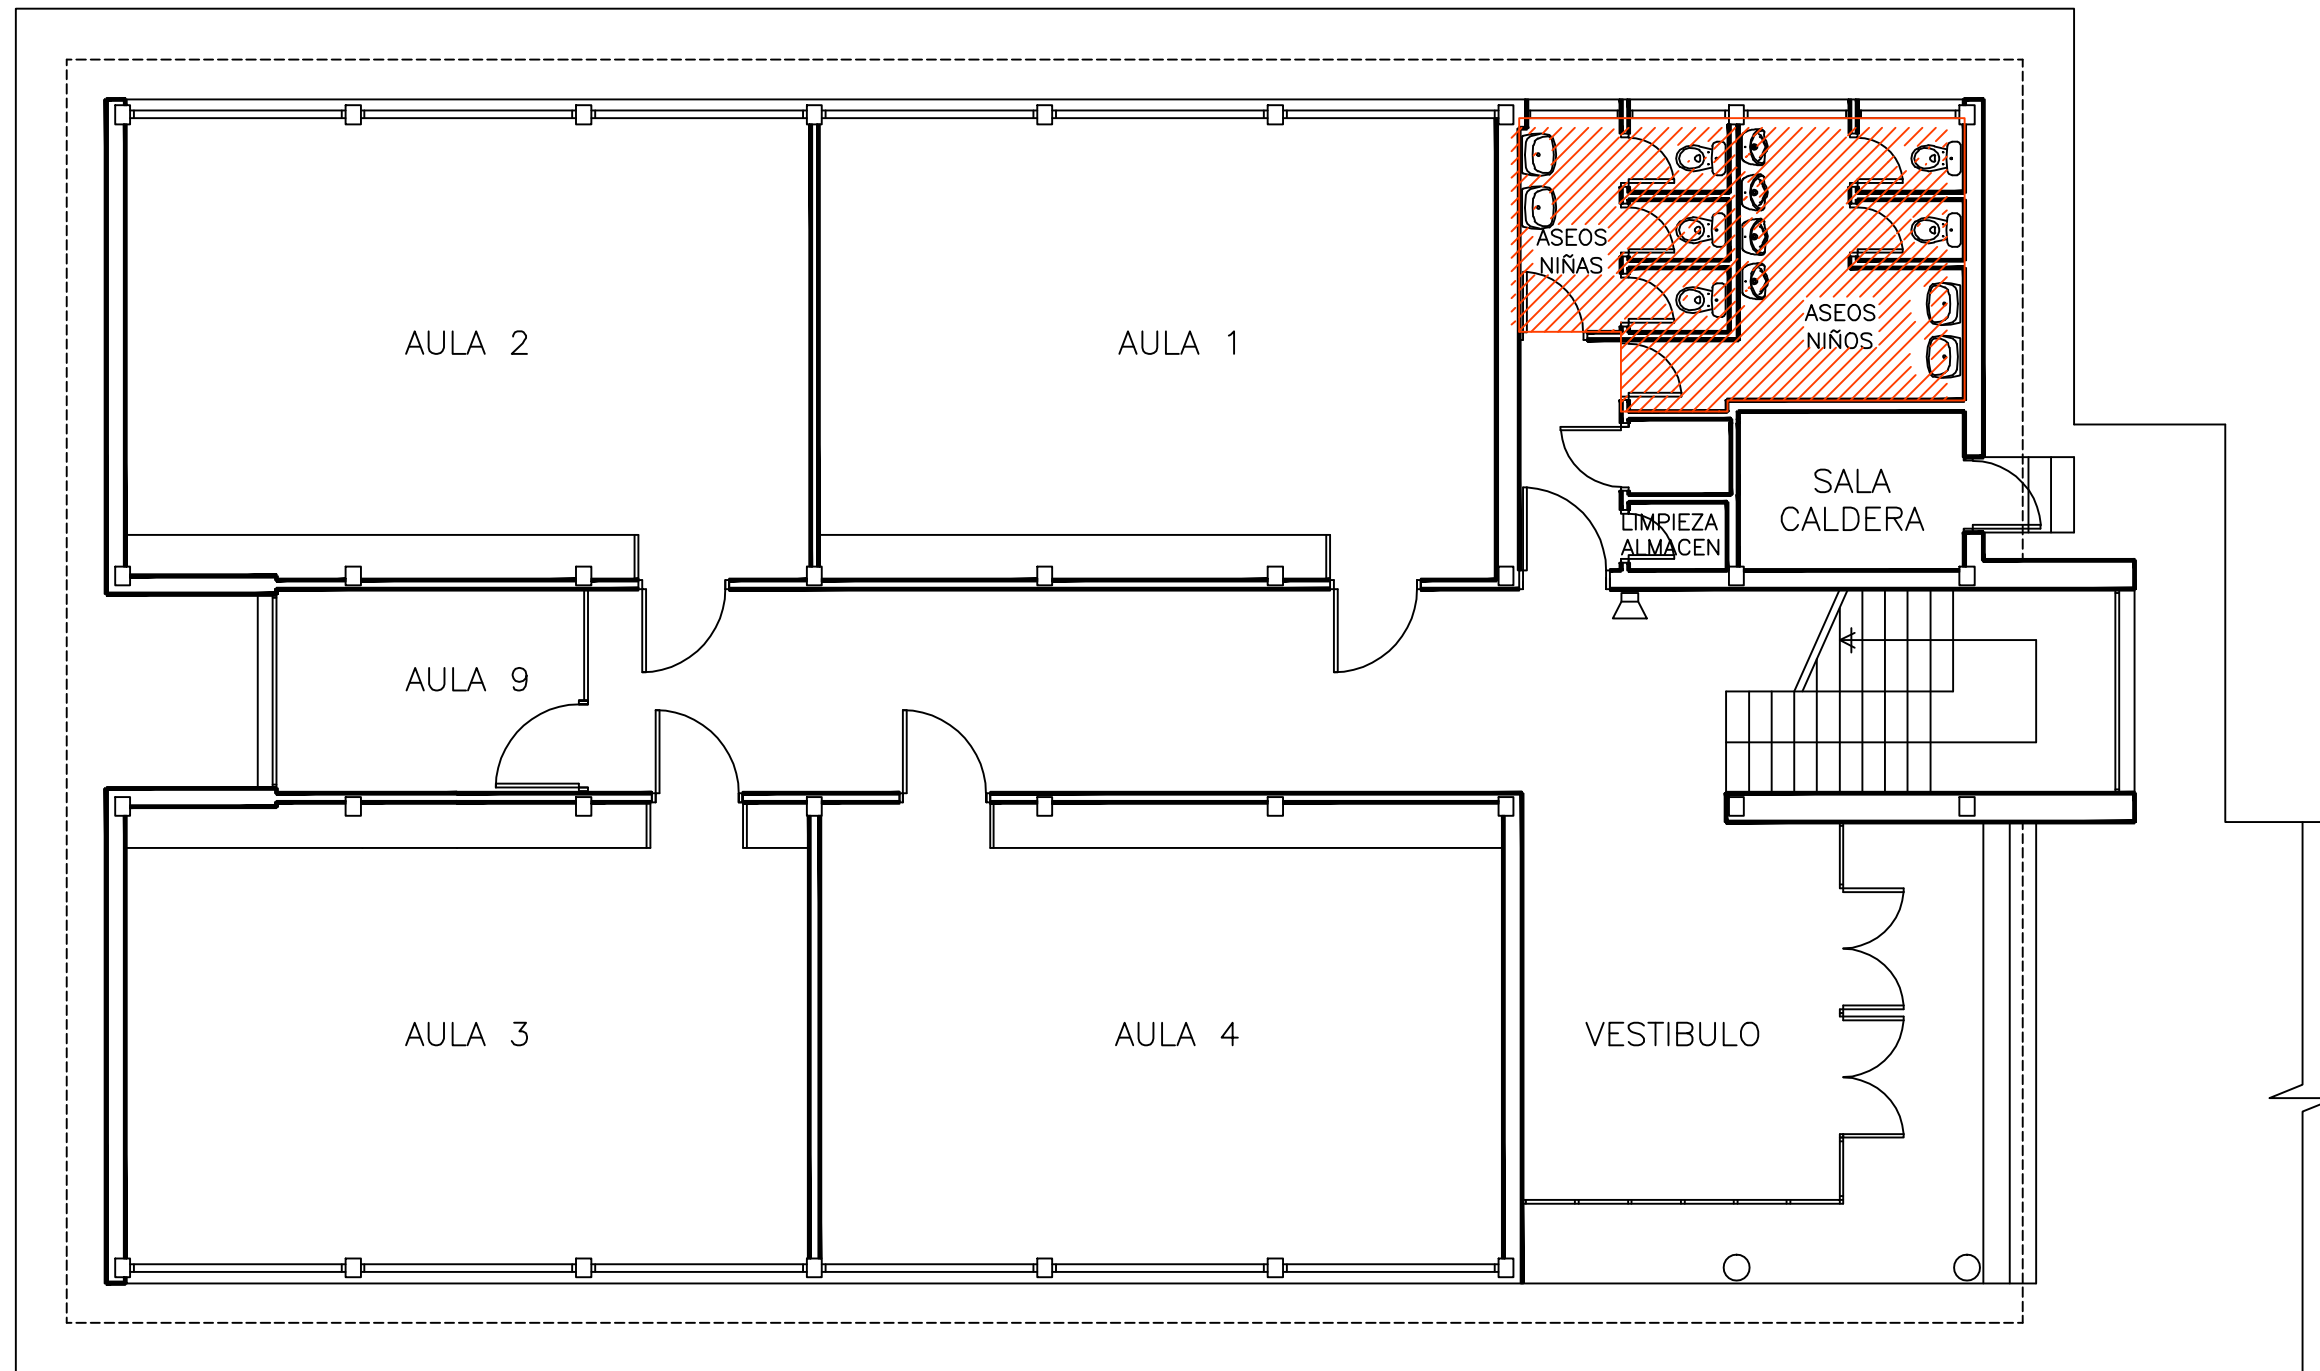 ASEOS
NIÑAS
ASEOS
NIÑOS
AULA 2
AULA 1
SALA
CALDERA
LIMPIEZA
ALMACEN
AULA 9
AULA 3
AULA 4
VESTIBULO